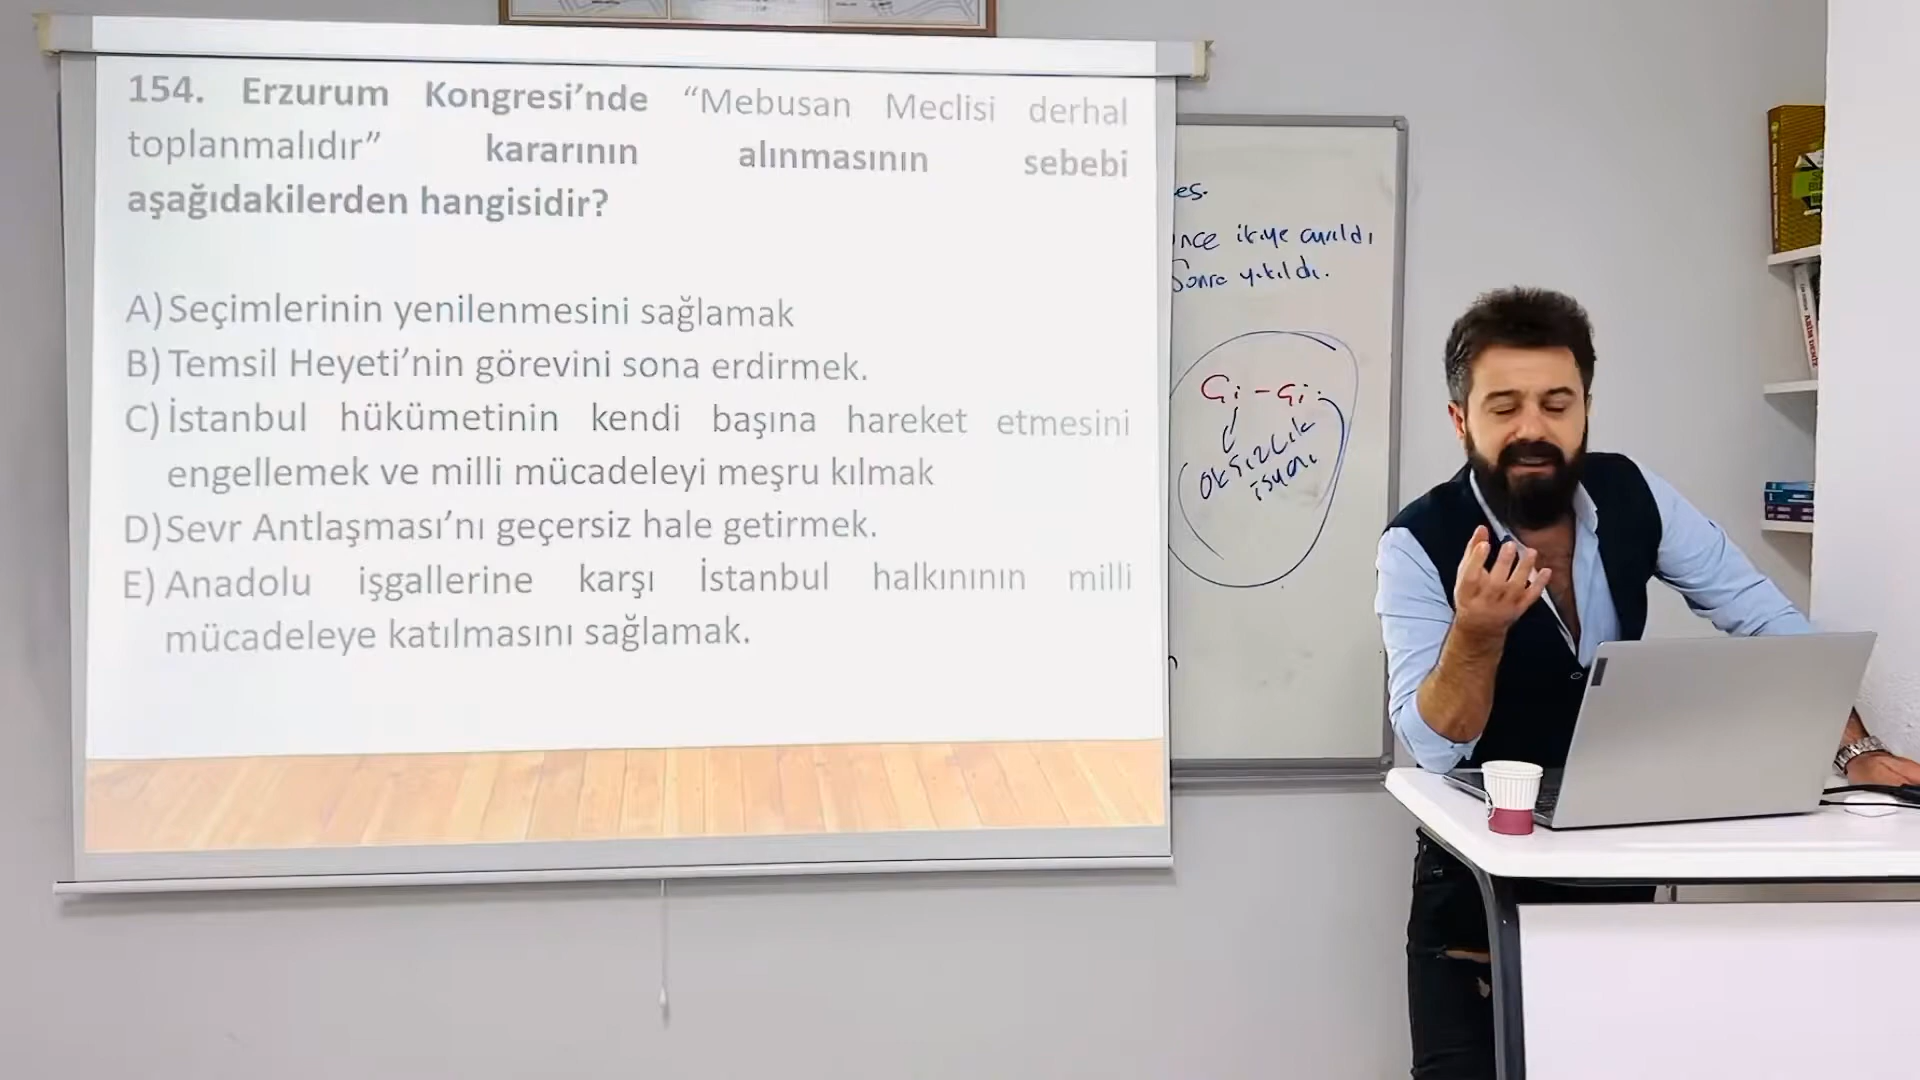 154. Erzurum Kongresi’nde “Mebusan Meclisi derhal
toplanmalıdır” kararının alınmasının sebebi
aşağıdakilerden hangisidir?
A) Seçimlerinin yenilenmesini sağlamak
B) Temsil Heyeti’nin görevini sona erdirmek.
C) İstanbul hükümetinin kendi başına hareket etmesini
engellemek ve milli mücadeleyi meşru kılmak
D) Sevr Antlaşması’nı geçersiz hale getirmek.
E) Anadolu işgallerine karşı İstanbul halkınının milli
mücadeleye katılmasını sağlamak.
es.
nce ikiye ayrıldı
Sonra yıkıldı.
Çi - Çi
isyanı